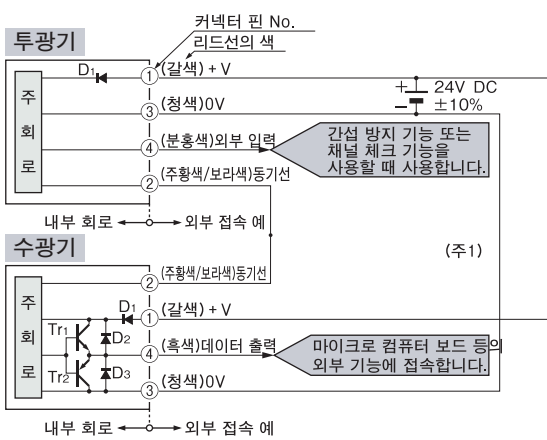 커넥터 핀 No.
리드선의 색
투광기
D1
① (갈색) + V
③ (청색)0V
④ (분홍색)외부 입력
② (주황색/보라색)동기선
주회로
+
−
24V DC
±10%
간섭 방지 기능 또는
채널 체크 기능을
사용할 때 사용합니다.
내부 회로
외부 접속 예
수광기
(주1)
② (주황색/보라색)동기선
① (갈색) + V
④ (흑색)데이터 출력
③ (청색)0V
주회로
Tr1
Tr2
D1
D2
D3
마이크로 컴퓨터 보드 등의
외부 기능에 접속합니다.
내부 회로
외부 접속 예